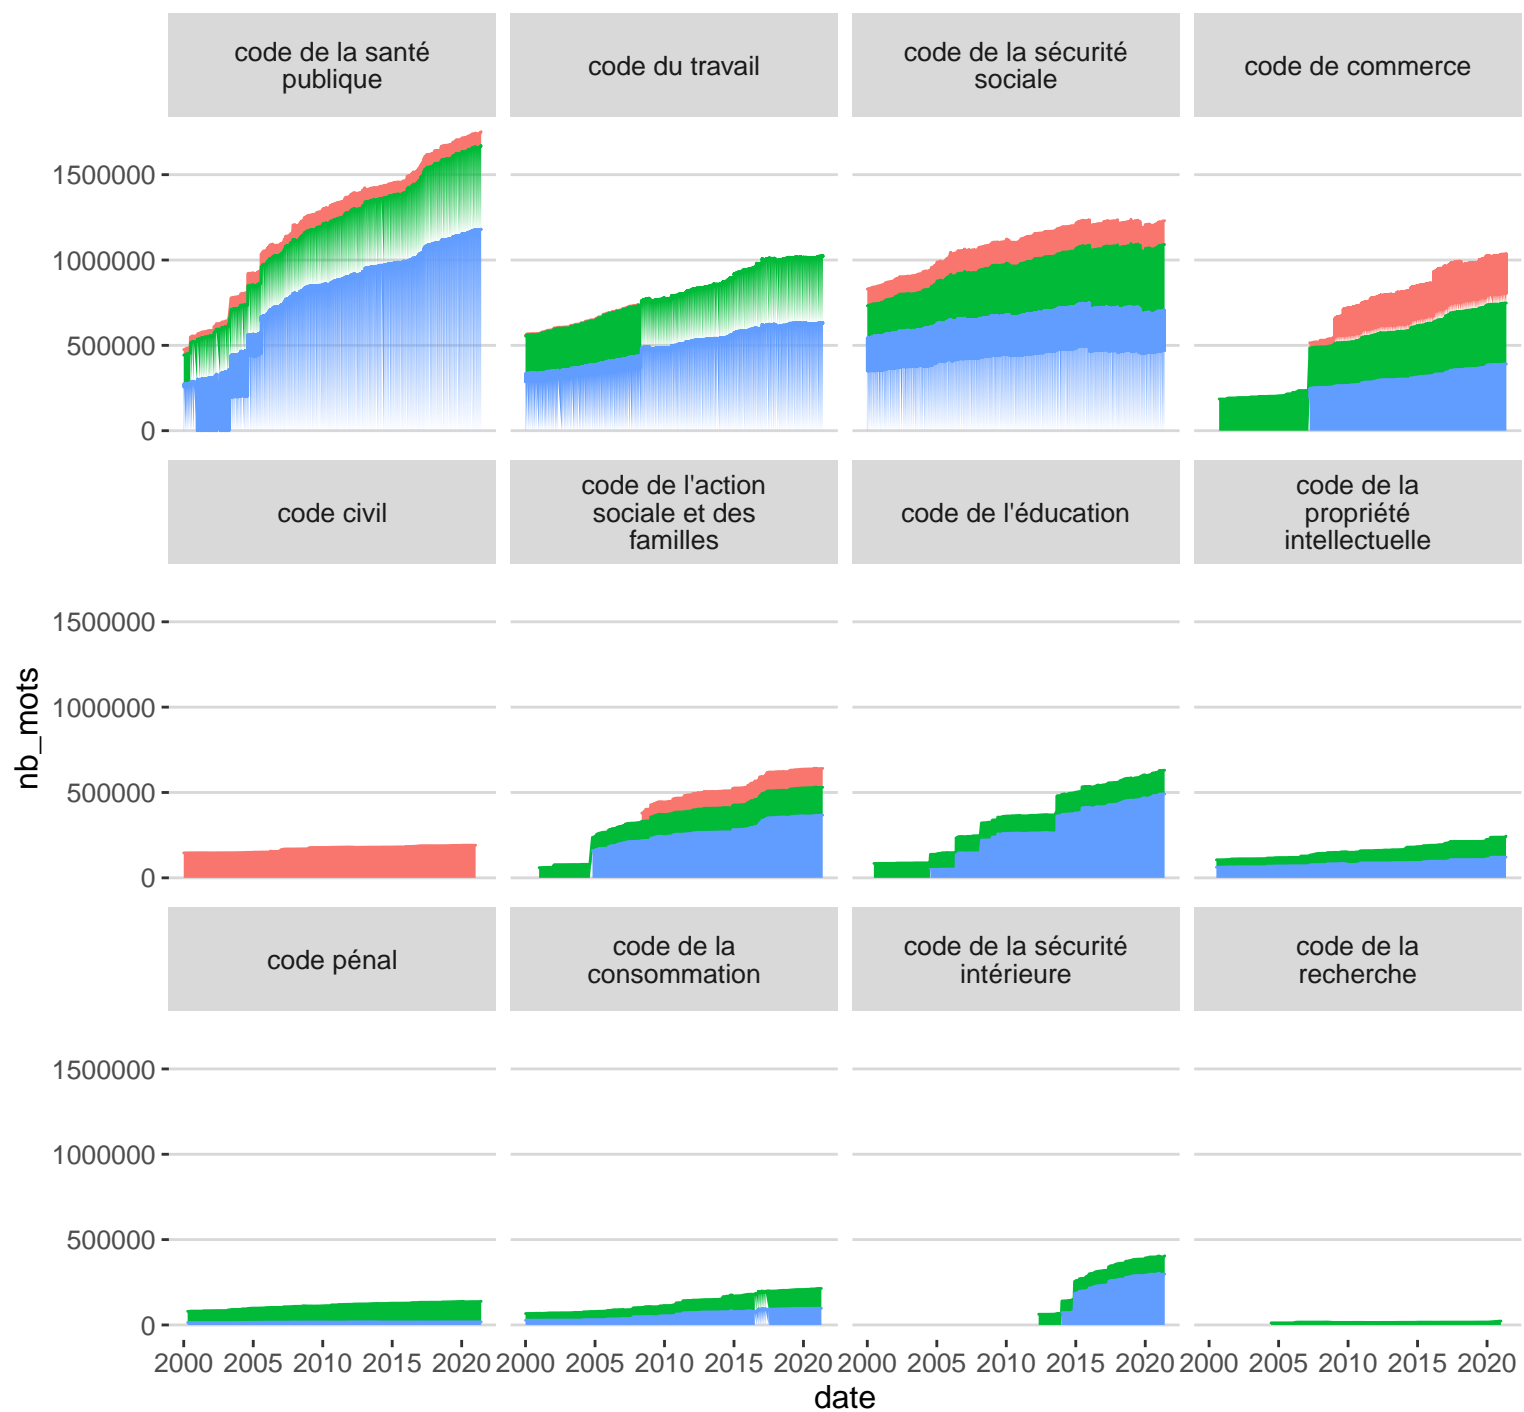 code de la santé
publique
code du travail
code de la sécurité
sociale
code de commerce
1500000
1000000
500000
0
code civil
code de l'action
sociale et des
familles
code de l'éducation
code de la
propriété
intellectuelle
1500000
1000000
500000
0
nb_mots
code pénal
code de la
consommation
code de la sécurité
intérieure
code de la
recherche
1500000
1000000
500000
0
2000 2005 2010 2015 2020 2000 2005 2010 2015 2020 2000 2005 2010 2015 2020 2000 2005 2010 2015 2020
date